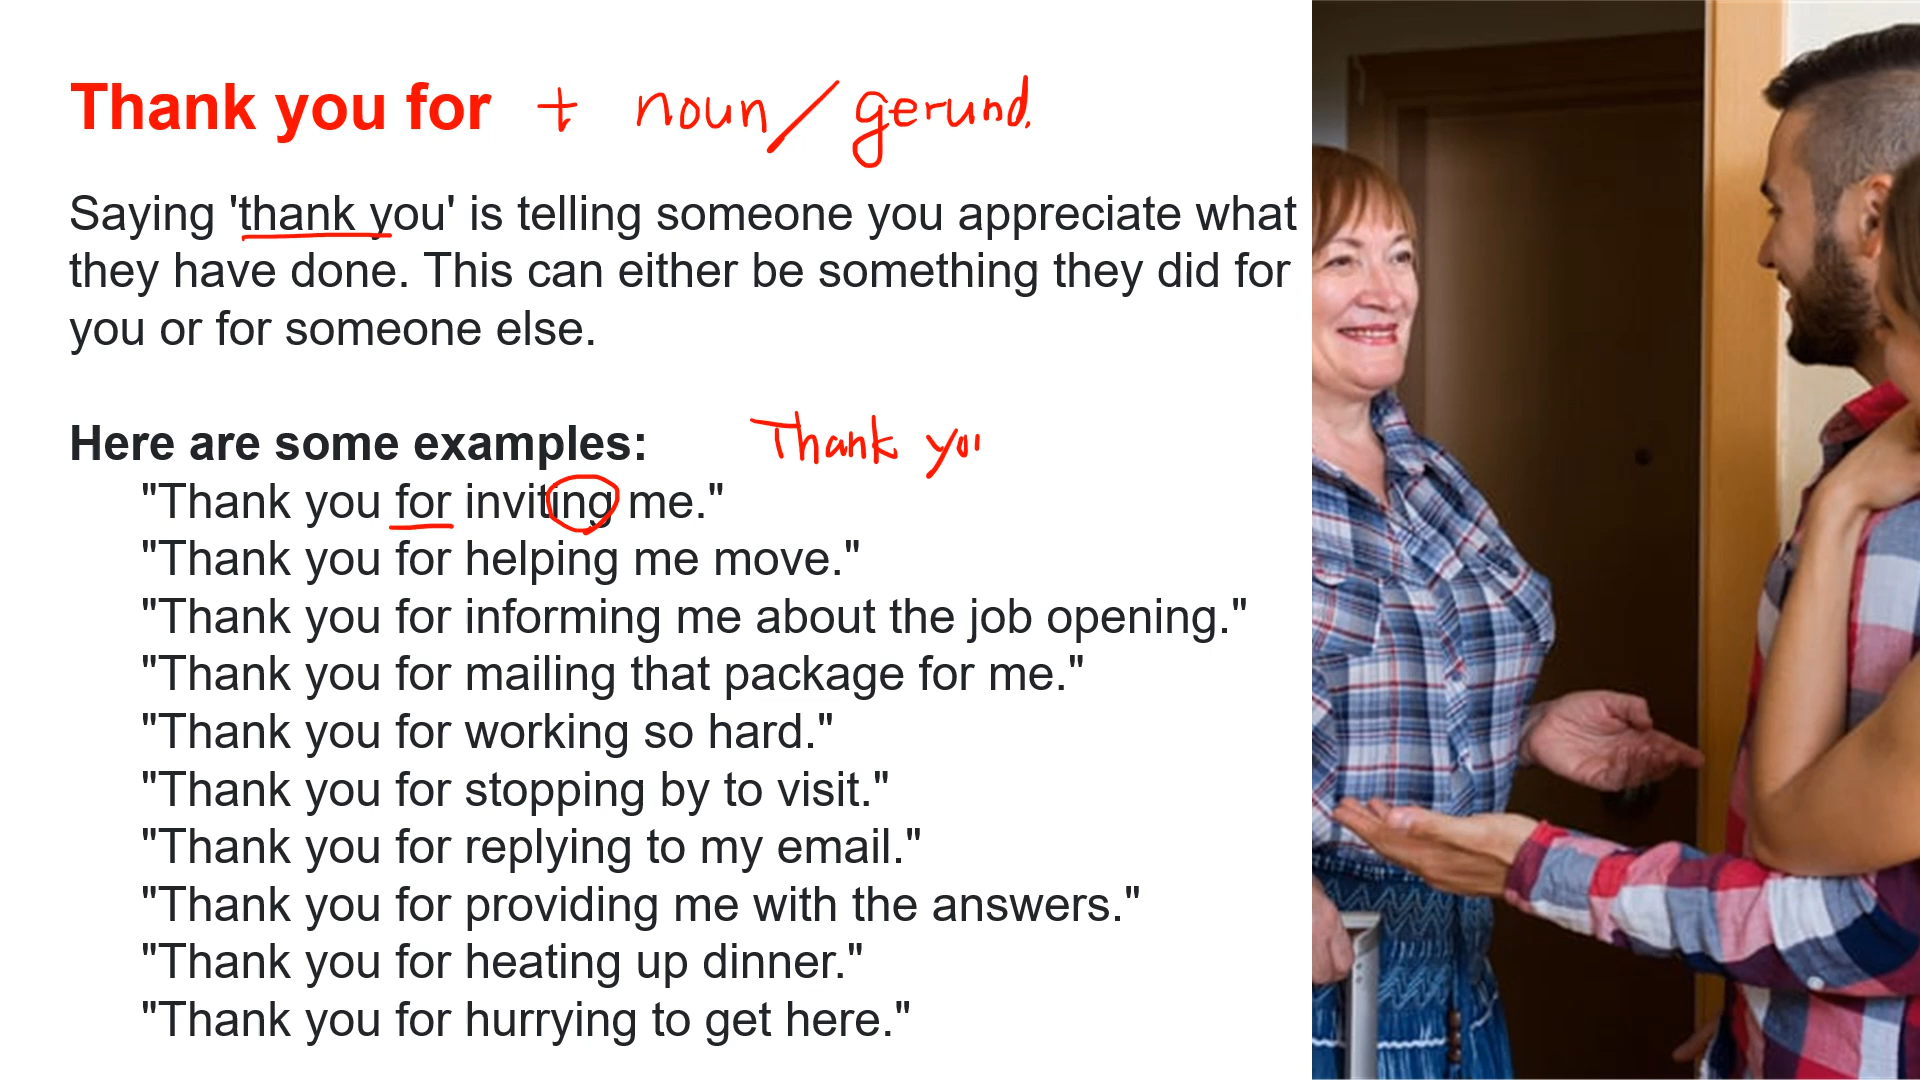 Thank you for + noun/gerund.
Saying 'thank you' is telling someone you appreciate what
they have done. This can either be something they did for
you or for someone else.
Here are some examples: Thank you
"Thank you for inviting me."
"Thank you for helping me move."
"Thank you for informing me about the job opening."
"Thank you for mailing that package for me."
"Thank you for working so hard."
"Thank you for stopping by to visit."
"Thank you for replying to my email."
"Thank you for providing me with the answers."
"Thank you for heating up dinner."
"Thank you for hurrying to get here."